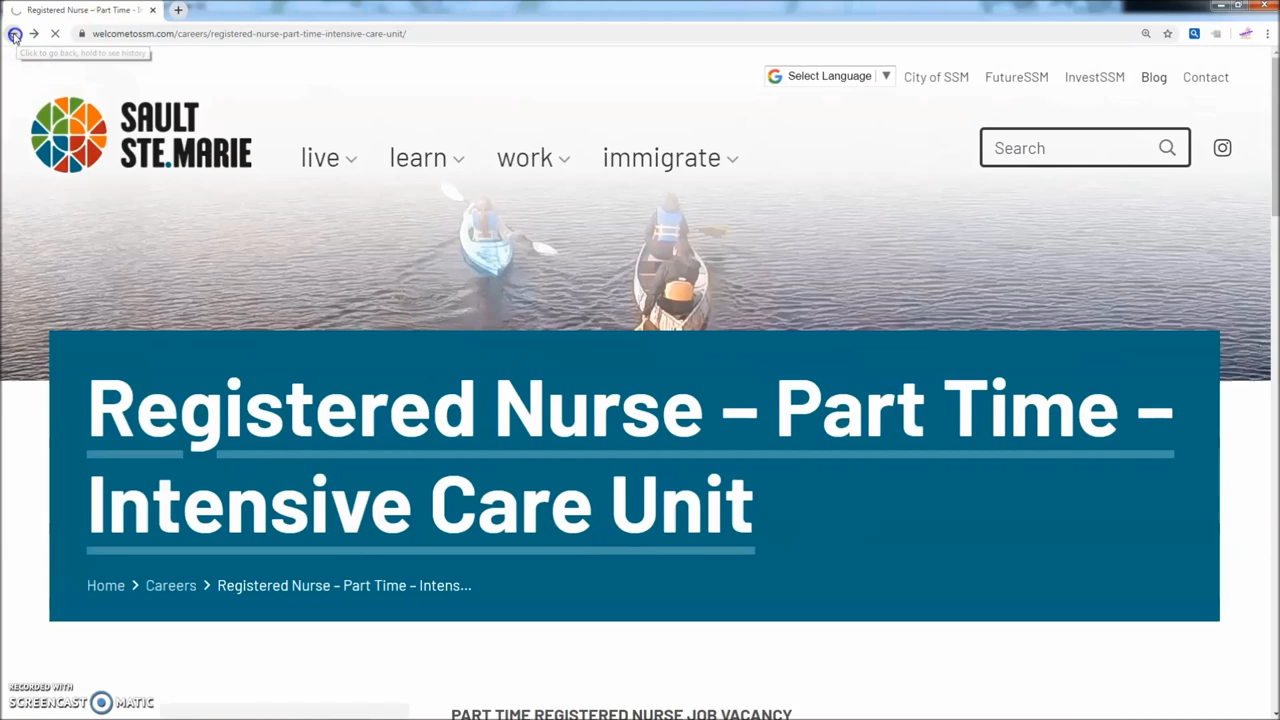 Registered Nurse – Part Time - In
welcometossm.com/careers/registered-nurse-part-time-intensive-care-unit/
Click to go back, hold to see history
Select Language
City of SSM
FutureSSM
InvestSSM
Blog
Contact
SAULT
STE.MARIE
live
learn
work
immigrate
Search
Registered Nurse – Part Time –
Intensive Care Unit
Home > Careers > Registered Nurse – Part Time – Intens...
RECORDED WITH
SCREENCAST MATIC
PART TIME REGISTERED NURSE JOB VACANCY